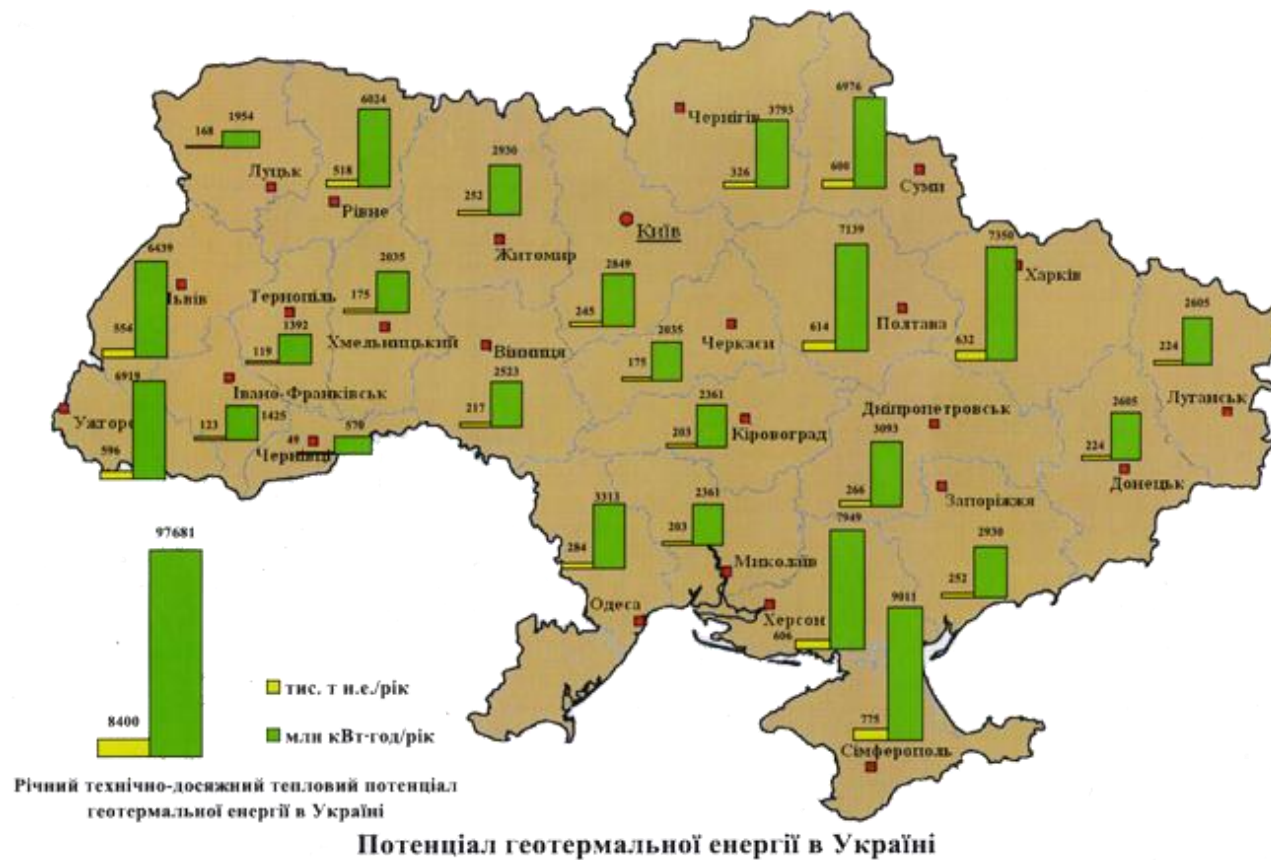 6976
6024
3793
Чернігів
1954
168
2930
518
326
600
Луцьк
Суми
252
Рівне
Київ
7139
Житомир
7350
6439
2035
Харків
2849
Львів
Тернопіль
175
2605
1392
245
Полтава
2035
Черкаси
Хмельницький
614
Вінниця
632
554
119
175
224
6919
2523
Івано-Франківськ
2361
Луганськ
Ужгород
1425
570
217
Дніпропетровськ
2605
123
49
203
Кіровоград
Чернівці
3093
596
224
Донецьк
Запоріжжя
3313
2361
266
97681
203
7949
2930
284
Миколаїв
252
Одеса
Херсон
9011
606
тис. т н.е./рік
8400
775
млн кВт·год/рік
Сімферополь
Річний технічно-досяжний тепловий потенціал
геотермальної енергії в Україні
Потенціал геотермальної енергії в Україні